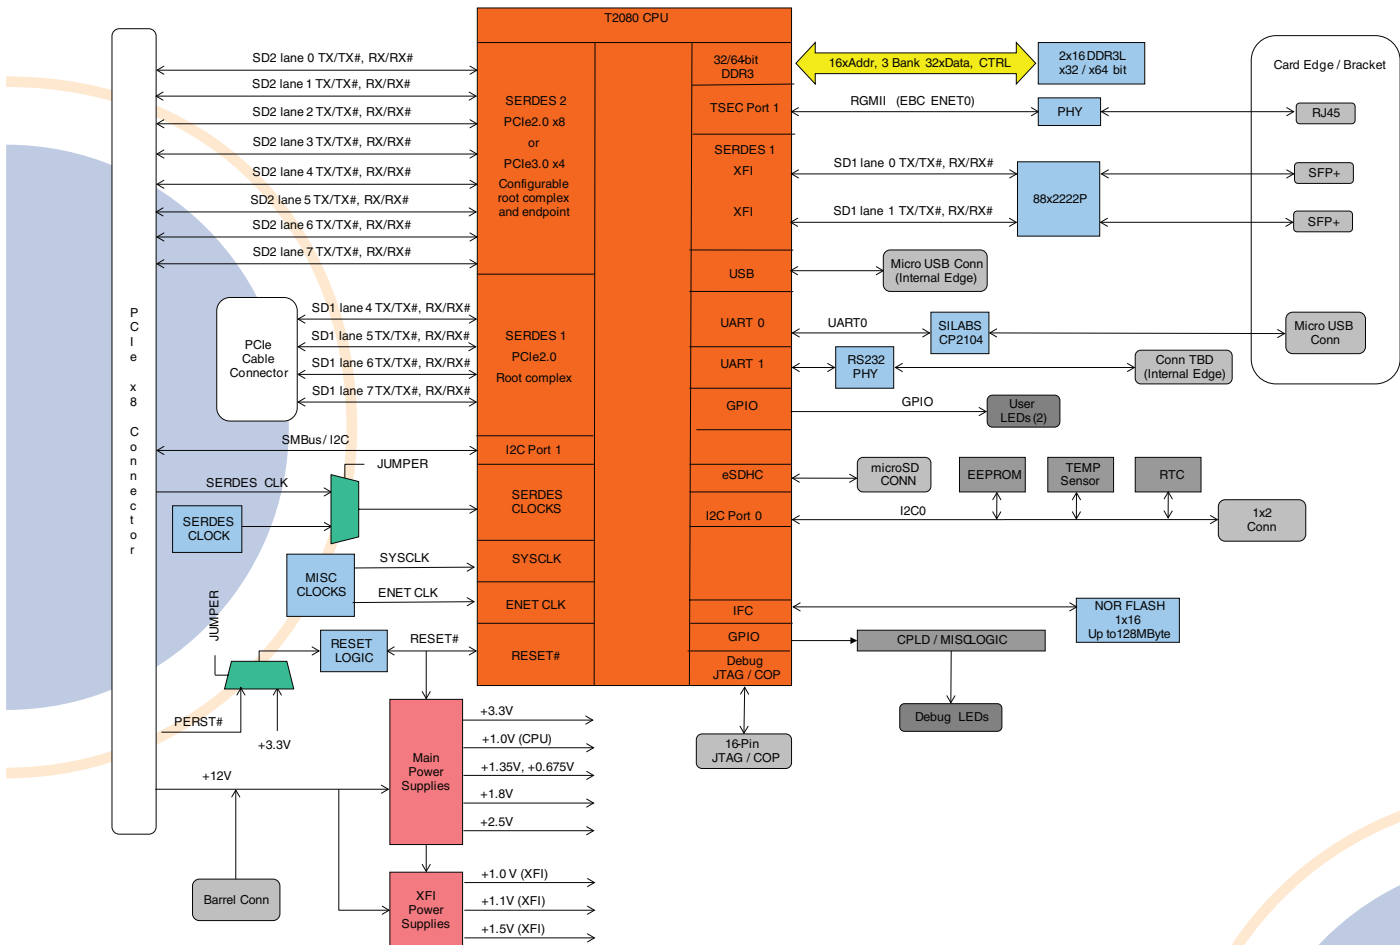 T2080 CPU
SD2 lane 0 TX/TX#, RX/RX#
SD2 lane 1 TX/TX#, RX/RX#
SD2 lane 2 TX/TX#, RX/RX#
SD2 lane 3 TX/TX#, RX/RX#
SD2 lane 4 TX/TX#, RX/RX#
SD2 lane 5 TX/TX#, RX/RX#
SD2 lane 6 TX/TX#, RX/RX#
SD2 lane 7 TX/TX#, RX/RX#
SERDES 2
PCIe2.0 x8
or
PCIe3.0 x4
Configurable
root complex
and endpoint
32/64bit
DDR3
16xAddr, 3 Bank 32xData, CTRL
2x16 DDR3L
x32 / x64 bit
Card Edge / Bracket
TSEC Port 1
RGMII (EBC ENET0)
PHY
RJ45
SERDES 1
XFI
XFI
SD1 lane 0 TX/TX#, RX/RX#
SD1 lane 1 TX/TX#, RX/RX#
88x2222P
SFP+
SFP+
USB
Micro USB Conn
(Internal Edge)
PCIe x8 Connector
PCIe
Cable
Connector
SD1 lane 4 TX/TX#, RX/RX#
SD1 lane 5 TX/TX#, RX/RX#
SD1 lane 6 TX/TX#, RX/RX#
SD1 lane 7 TX/TX#, RX/RX#
SERDES 1
PCIe2.0
Root complex
UART 0
UART0
SILABS
CP2104
Micro USB
Conn
UART 1
RS232
PHY
Conn TBD
(Internal Edge)
GPIO
GPIO
User
LEDs (2)
SMBus / I2C
I2C Port 1
JUMPER
SERDES CLK
SERDES
CLOCK
SERDES
CLOCKS
eSDHC
microSD
CONN
EEPROM
TEMP
Sensor
RTC
I2C Port 0
I2C0
1x2
Conn
MISC
CLOCKS
SYSCLK
SYSCLK
ENET CLK
ENET CLK
IFC
NOR FLASH
1x16
Up to128MByte
JUMPER
RESET
LOGIC
RESET#
RESET#
GPIO
CPLD / MISCLOGIC
Debug
JTAG / COP
Debug LEDs
16-Pin
JTAG / COP
PERST#
+3.3V
+12V
Barrel Conn
Main
Power
Supplies
+3.3V
+1.0V (CPU)
+1.35V, +0.675V
+1.8V
+2.5V
XFI
Power
Supplies
+1.0 V (XFI)
+1.1V (XFI)
+1.5V (XFI)